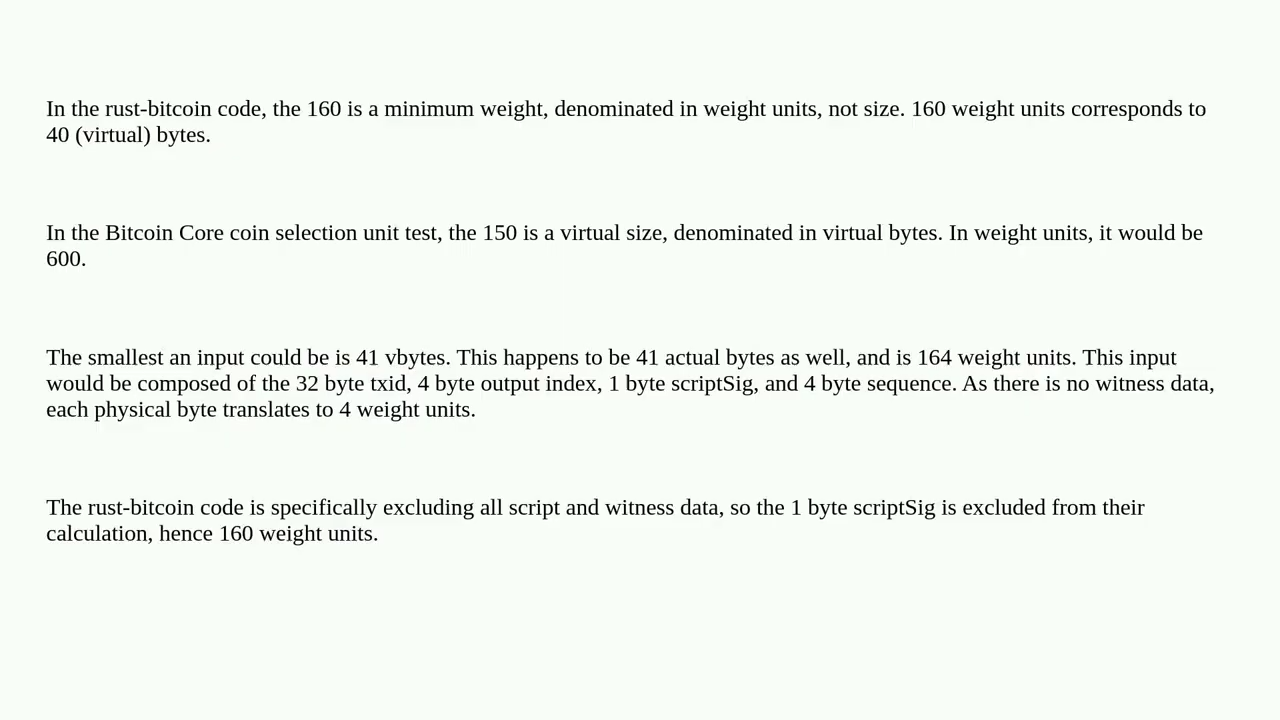 In the rust-bitcoin code, the 160 is a minimum weight, denominated in weight units, not size. 160 weight units corresponds to
40 (virtual) bytes.
In the Bitcoin Core coin selection unit test, the 150 is a virtual size, denominated in virtual bytes. In weight units, it would be
600.
The smallest an input could be is 41 vbytes. This happens to be 41 actual bytes as well, and is 164 weight units. This input
would be composed of the 32 byte txid, 4 byte output index, 1 byte scriptSig, and 4 byte sequence. As there is no witness data,
each physical byte translates to 4 weight units.
The rust-bitcoin code is specifically excluding all script and witness data, so the 1 byte scriptSig is excluded from their
calculation, hence 160 weight units.